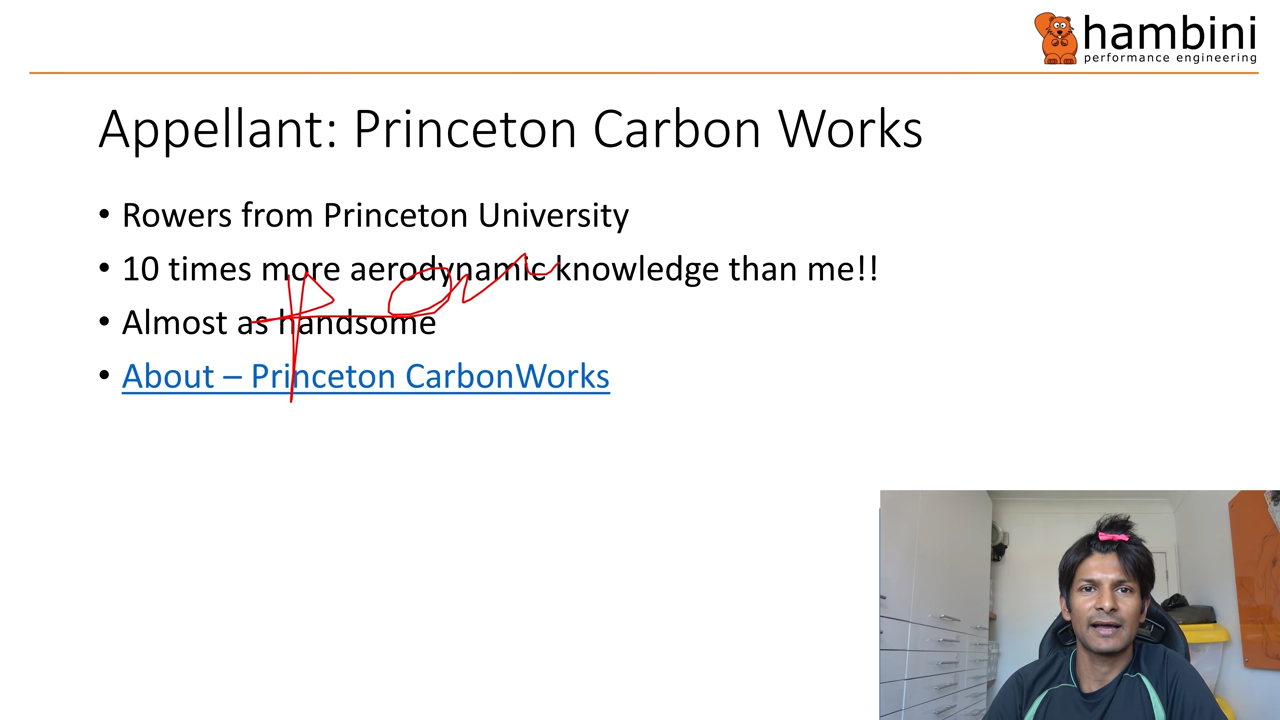 hambini
performance engineering
Appellant: Princeton Carbon Works
• Rowers from Princeton University
• 10 times more aerodynamic knowledge than me!!
• Almost as handsome
• About – Princeton CarbonWorks